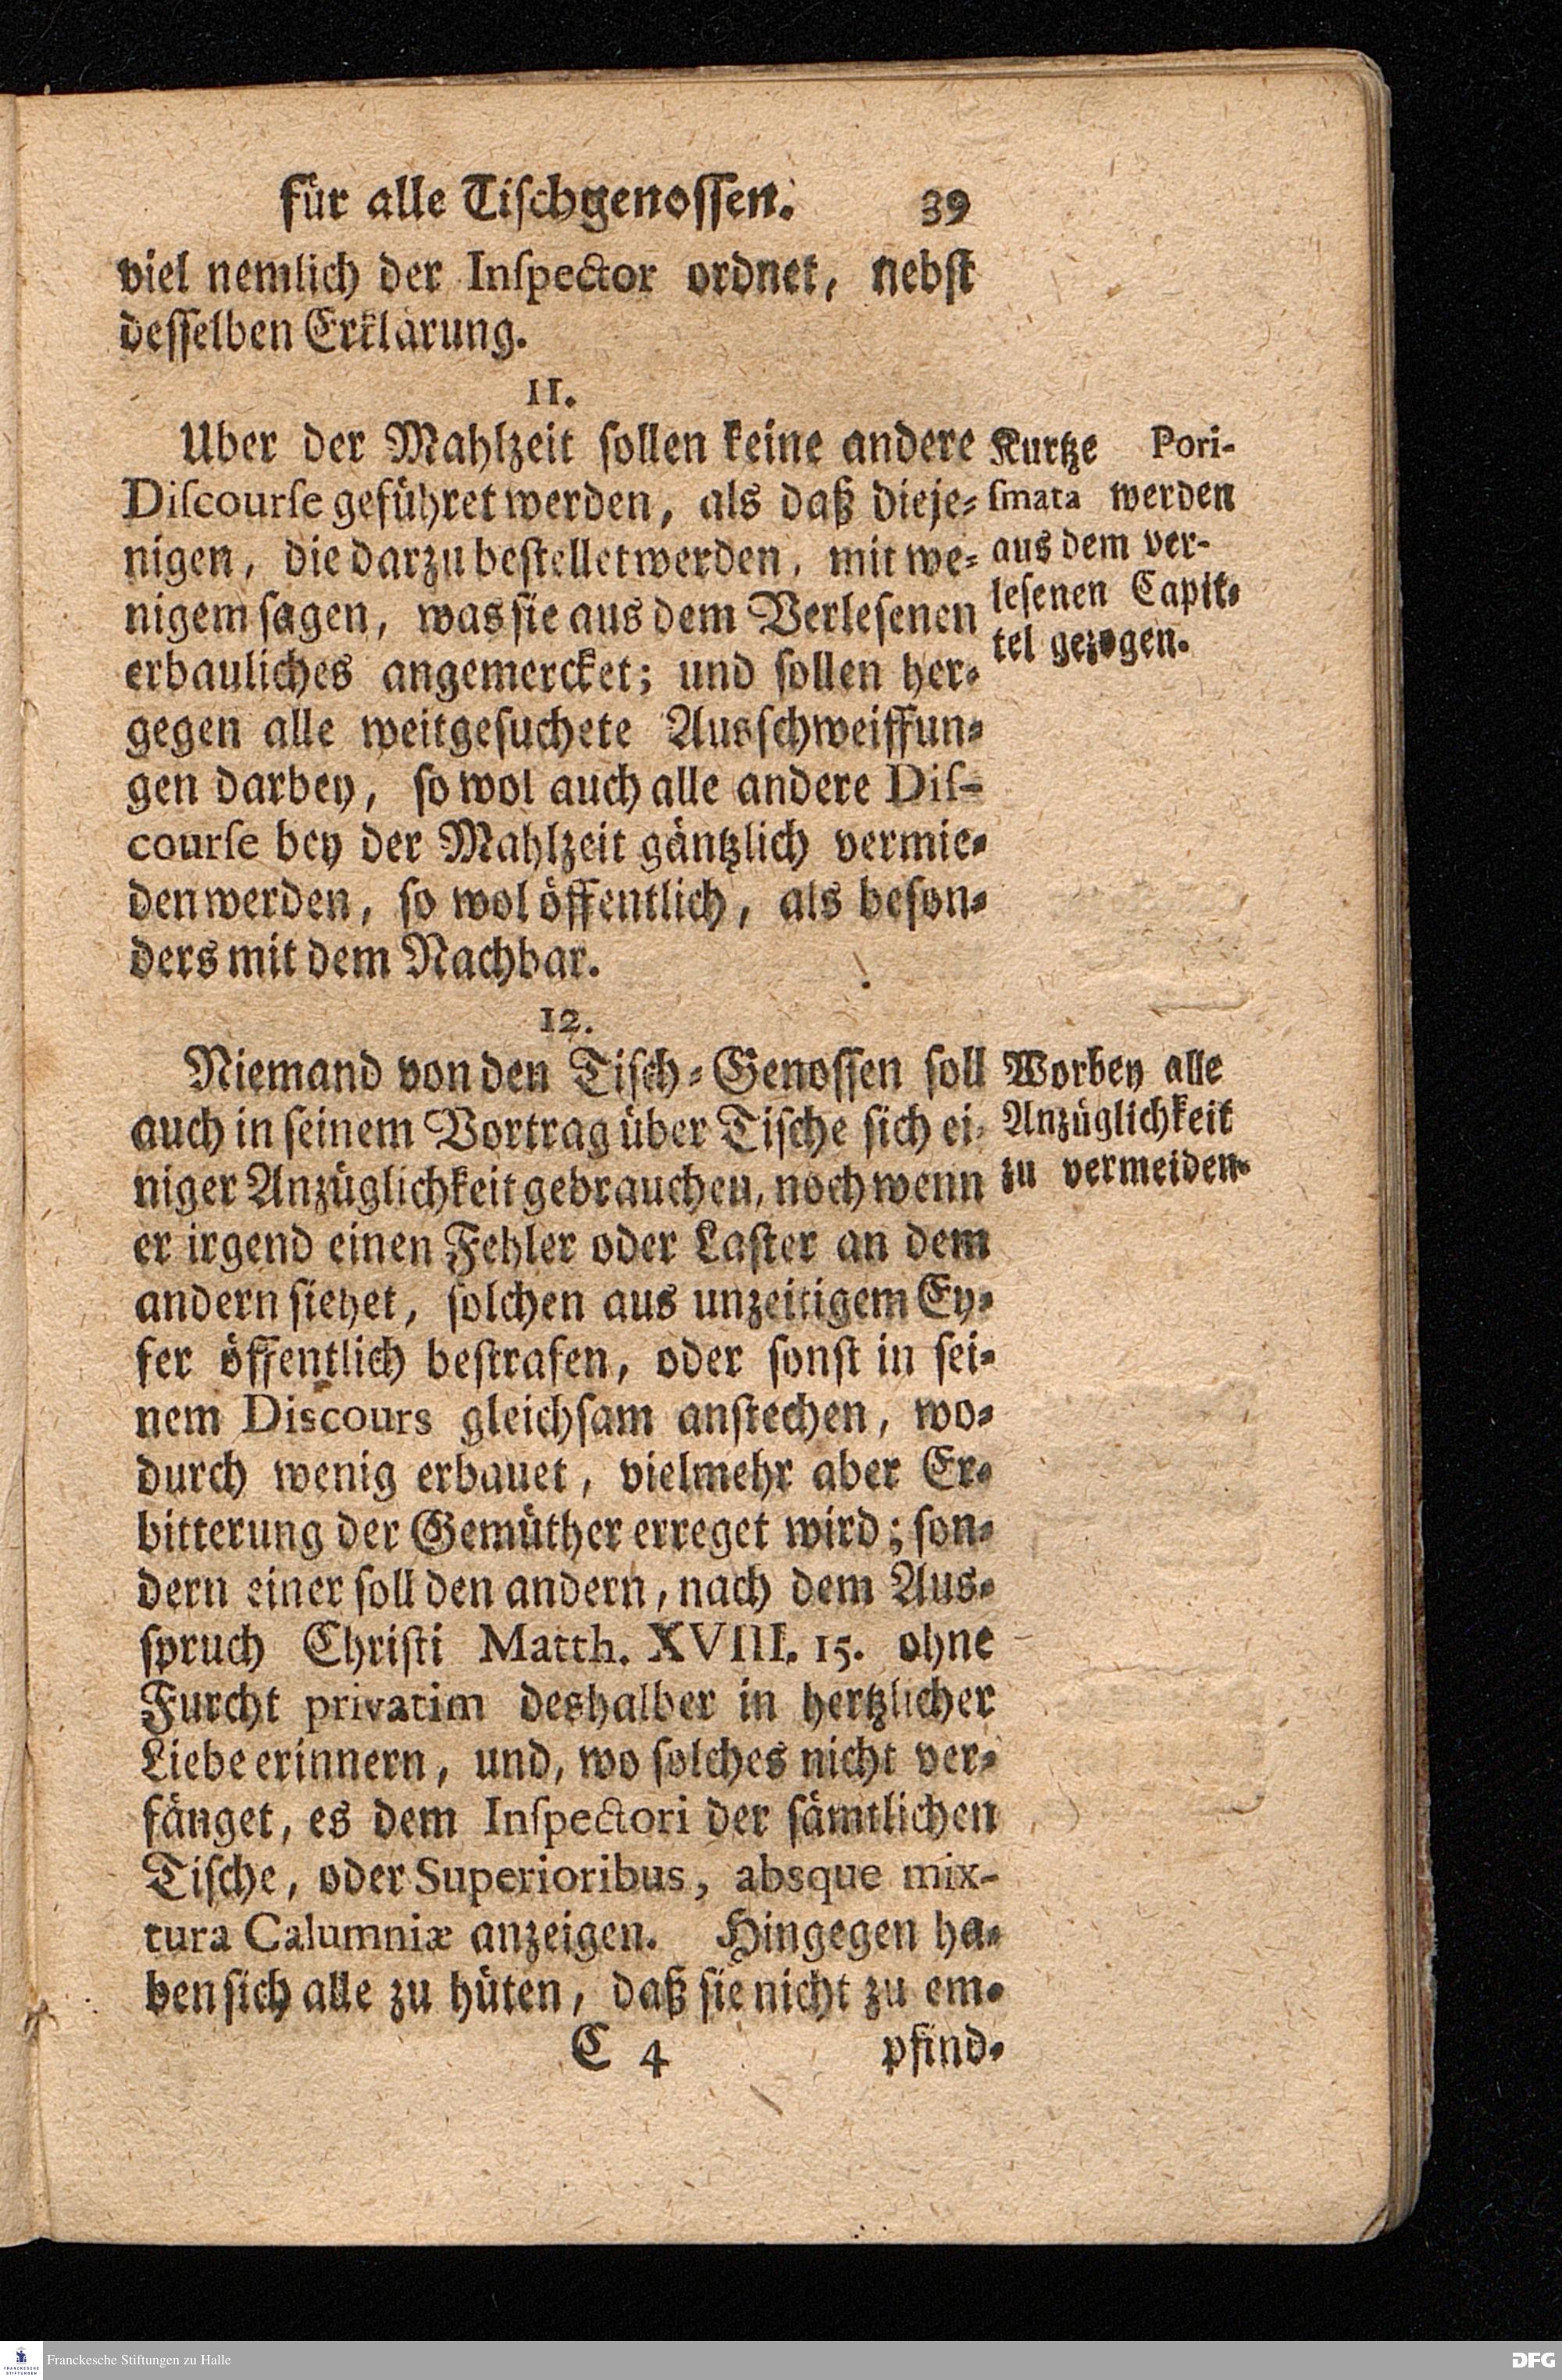 für alle Tischgenossen. 39
viel nemlich der Inſpector ordnet, nebst
desselben Erklärung.
11.
Uber der Mahlzeit sollen keine andere
Diſcourſe geführet werden, als daß dieje-
nigen, die darzu bestellet werden, mit we-
nigem sagen, was sie aus dem Verlesenen
erbauliches angemercket; und sollen her-
gegen alle weitgesuchete Ausschweiffun-
gen darbey, so wol auch alle andere Diſ-
courſe bey der Mahlzeit gäntzlich vermie-
den werden, so wol öffentlich, als beson-
ders mit dem Nachbar.
Kurtze Pori-
ſmata werden
aus dem ver-
lesenen Capit-
tel gezogen.
12.
Niemand von den Tisch-Genossen soll
auch in seinem Vortrag über Tische sich ei-
niger Anzüglichkeit gebrauchen, noch wenn
er irgend einen Fehler oder Laster an dem
andern siehet, solchen aus unzeitigem Ey-
fer öffentlich bestrafen, oder sonst in sei-
nem Discours gleichsam anstechen, wo-
durch wenig erbauet, vielmehr aber Er-
bitterung der Gemüther erreget wird; son-
dern einer soll den andern, nach dem Aus-
spruch Christi Matth. XVIII. 15. ohne
Furcht privatim deshalber in hertzlicher
Liebe erinnern, und, wo solches nicht ver-
fänget, es dem Inſpectori der sämtlichen
Tische, oder Superioribus, absque mix-
tura Calumniæ anzeigen. Hingegen ha-
ben sich alle zu hüten, daß sie nicht zu em-
Worbey alle
Anzüglichkeit
zu vermeiden.
C 4 pfind-
FRANCKESCHE STIFTUNGEN
Franckesche Stiftungen zu Halle
DFG